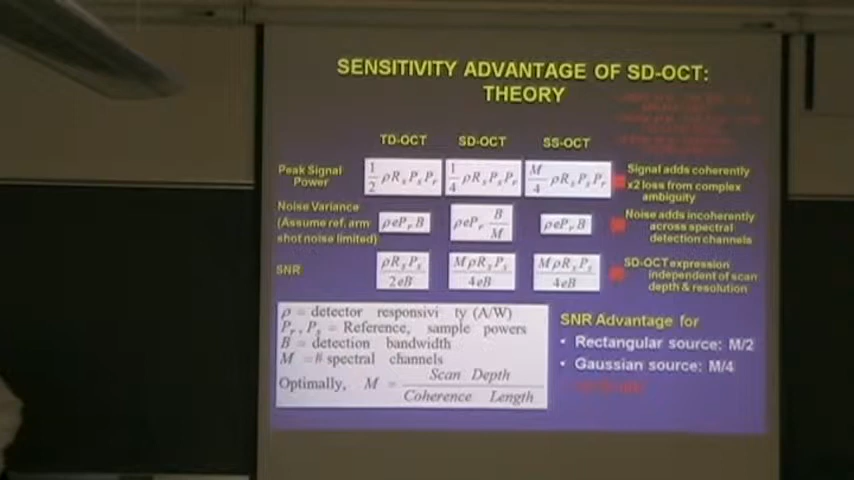 SENSITIVITY ADVANTAGE OF SD-OCT:
THEORY
TD-OCT SD-OCT SS-OCT
Peak Signal
Power
1/2 ρR_sP_sP_r 1/4 ρR_sP_sP_r M/4 ρR_sP_sP_r
Signal adds coherently
x2 loss from complex
ambiguity
Noise Variance
(Assume ref. arm
shot noise limited)
ρeP_rB ρeP_r B/M ρeP_rB
Noise adds incoherently
across spectral
detection channels
SNR
ρR_sP_s/2eB MρR_sP_s/4eB MρR_sP_s/4eB
SD-OCT expression
independent of scan
depth & resolution
ρ = detector responsivi ty (A/W)
P_r, P_s = Reference, sample powers
B = detection bandwidth
M = # spectral channels
Optimally, M = Scan Depth / Coherence Length
SNR Advantage for
• Rectangular source: M/2
• Gaussian source: M/4